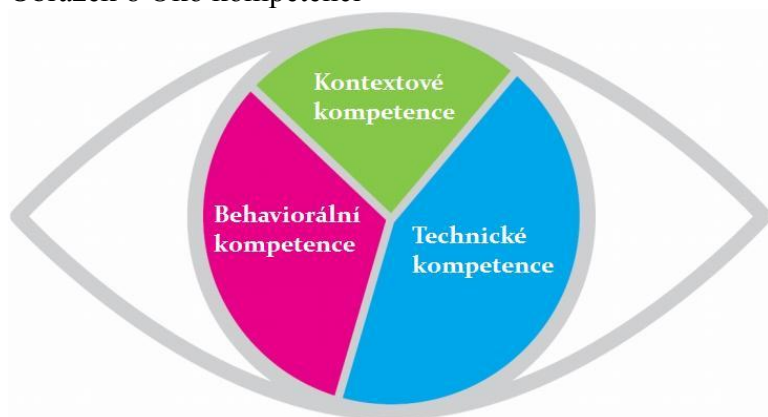 Kontextové
kompetence
Behaviorální
kompetence
Technické
kompetence